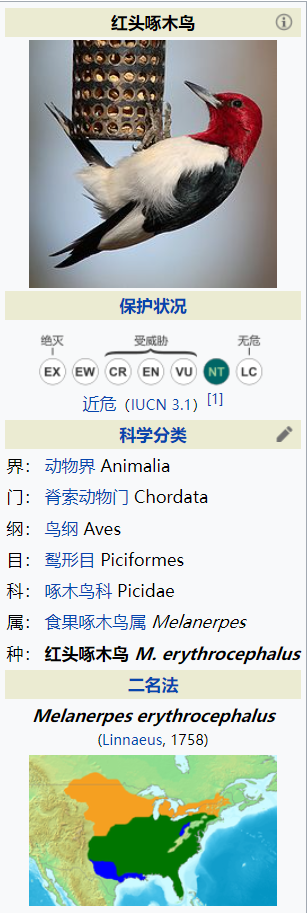 红头啄木鸟
保护状况
绝灭 受威胁 无危
EX EW CR EN VU NT LC
近危（IUCN 3.1）[1]
科学分类
界： 动物界 Animalia
门： 脊索动物门 Chordata
纲： 鸟纲 Aves
目： 鴷形目 Piciformes
科： 啄木鸟科 Picidae
属： 食果啄木鸟属 Melanerpes
种： 红头啄木鸟 M. erythrocephalus
二名法
Melanerpes erythrocephalus
(Linnaeus, 1758)